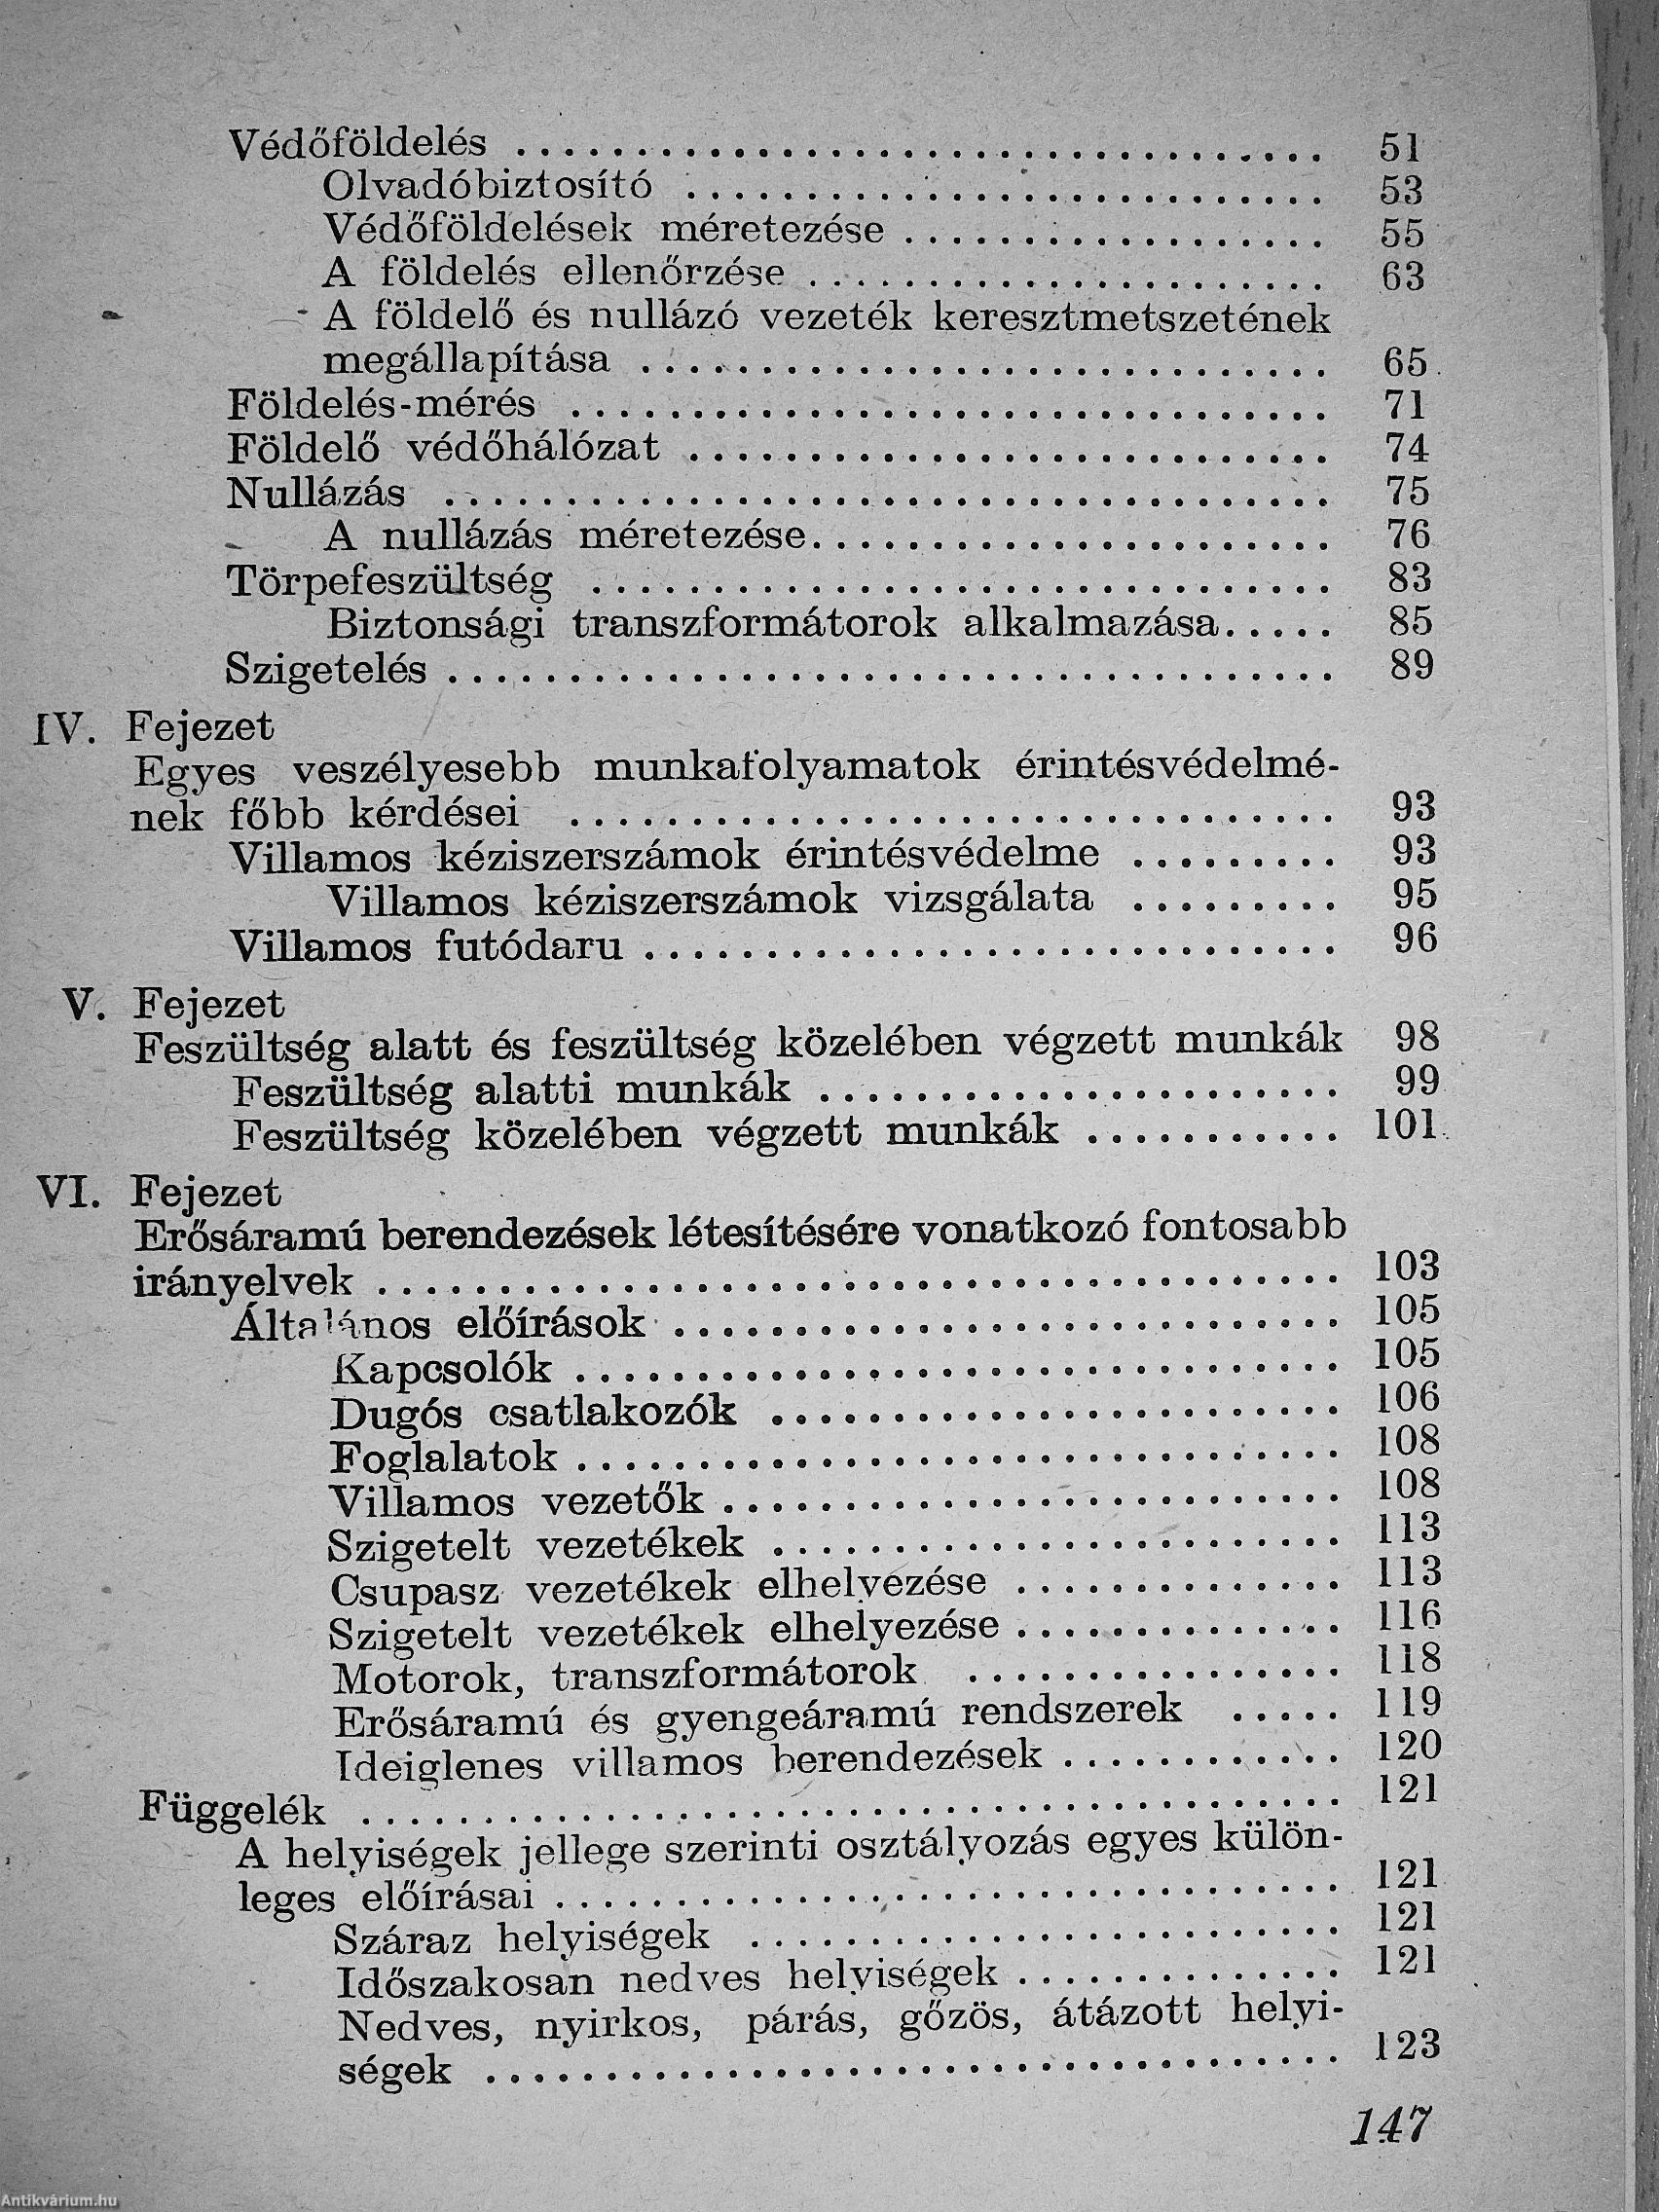 Védőföldelés ................................. 51
Olvadóbiztosító ........................... 53
Védőföldelések méretezése .................. 55
A földelés ellenőrzése ...................... 63
A földelő és nullázó vezeték keresztmetszetének
megállapítása ............................. 65
Földelés-mérés ................................ 71
Földelő védőhálózat ........................... 74
Nullázás ..................................... 75
A nullázás méretezése...................... 76
Törpefeszültség ............................... 83
Biztonsági transzformátorok alkalmazása..... 85
Szigetelés ..................................... 89
IV. Fejezet
Egyes veszélyesebb munkafolyamatok érintésvédelmé-
nek főbb kérdései ................................ 93
Villamos kéziszerszámok érintésvédelme ......... 93
Villamos kéziszerszámok vizsgálata ......... 95
Villamos futódaru ............................. 96
V. Fejezet
Feszültség alatt és feszültség közelében végzett munkák 98
Feszültség alatti munkák ...................... 99
Feszültség közelében végzett munkák ........... 101
VI. Fejezet
Erősáramú berendezések létesítésére vonatkozó fontosabb
irányelvek ........................................ 103
Általános előírások ............................ 105
Kapcsolók ................................ 105
Dugós csatlakozók ........................ 106
Foglalatok ................................ 108
Villamos vezetők .......................... 108
Szigetelt vezetékek ........................ 113
Csupasz vezetékek elhelyezése .............. 113
Szigetelt vezetékek elhelyezése .............. 116
Motorok, transzformátorok ................ 118
Erősáramú és gyengeáramú rendszerek ..... 119
Ideiglenes villamos berendezések ............ 120
Függelék ......................................... 121
A helyiségek jellege szerinti osztályozás egyes külön-
leges előírásai ................................. 121
Száraz helyiségek ......................... 121
Időszakosan nedves helyiségek .............. 121
Nedves, nyirkos, párás, gőzös, átázott helyi-
ségek .................................... 123
147
Antikvárium.hu